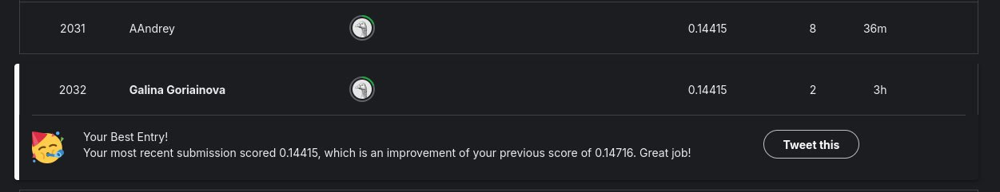 2031 AAndrey 0.14415 8 36m
2032 Galina Goriainova 0.14415 2 3h
Your Best Entry!
Your most recent submission scored 0.14415, which is an improvement of your previous score of 0.14716. Great job!
Tweet this